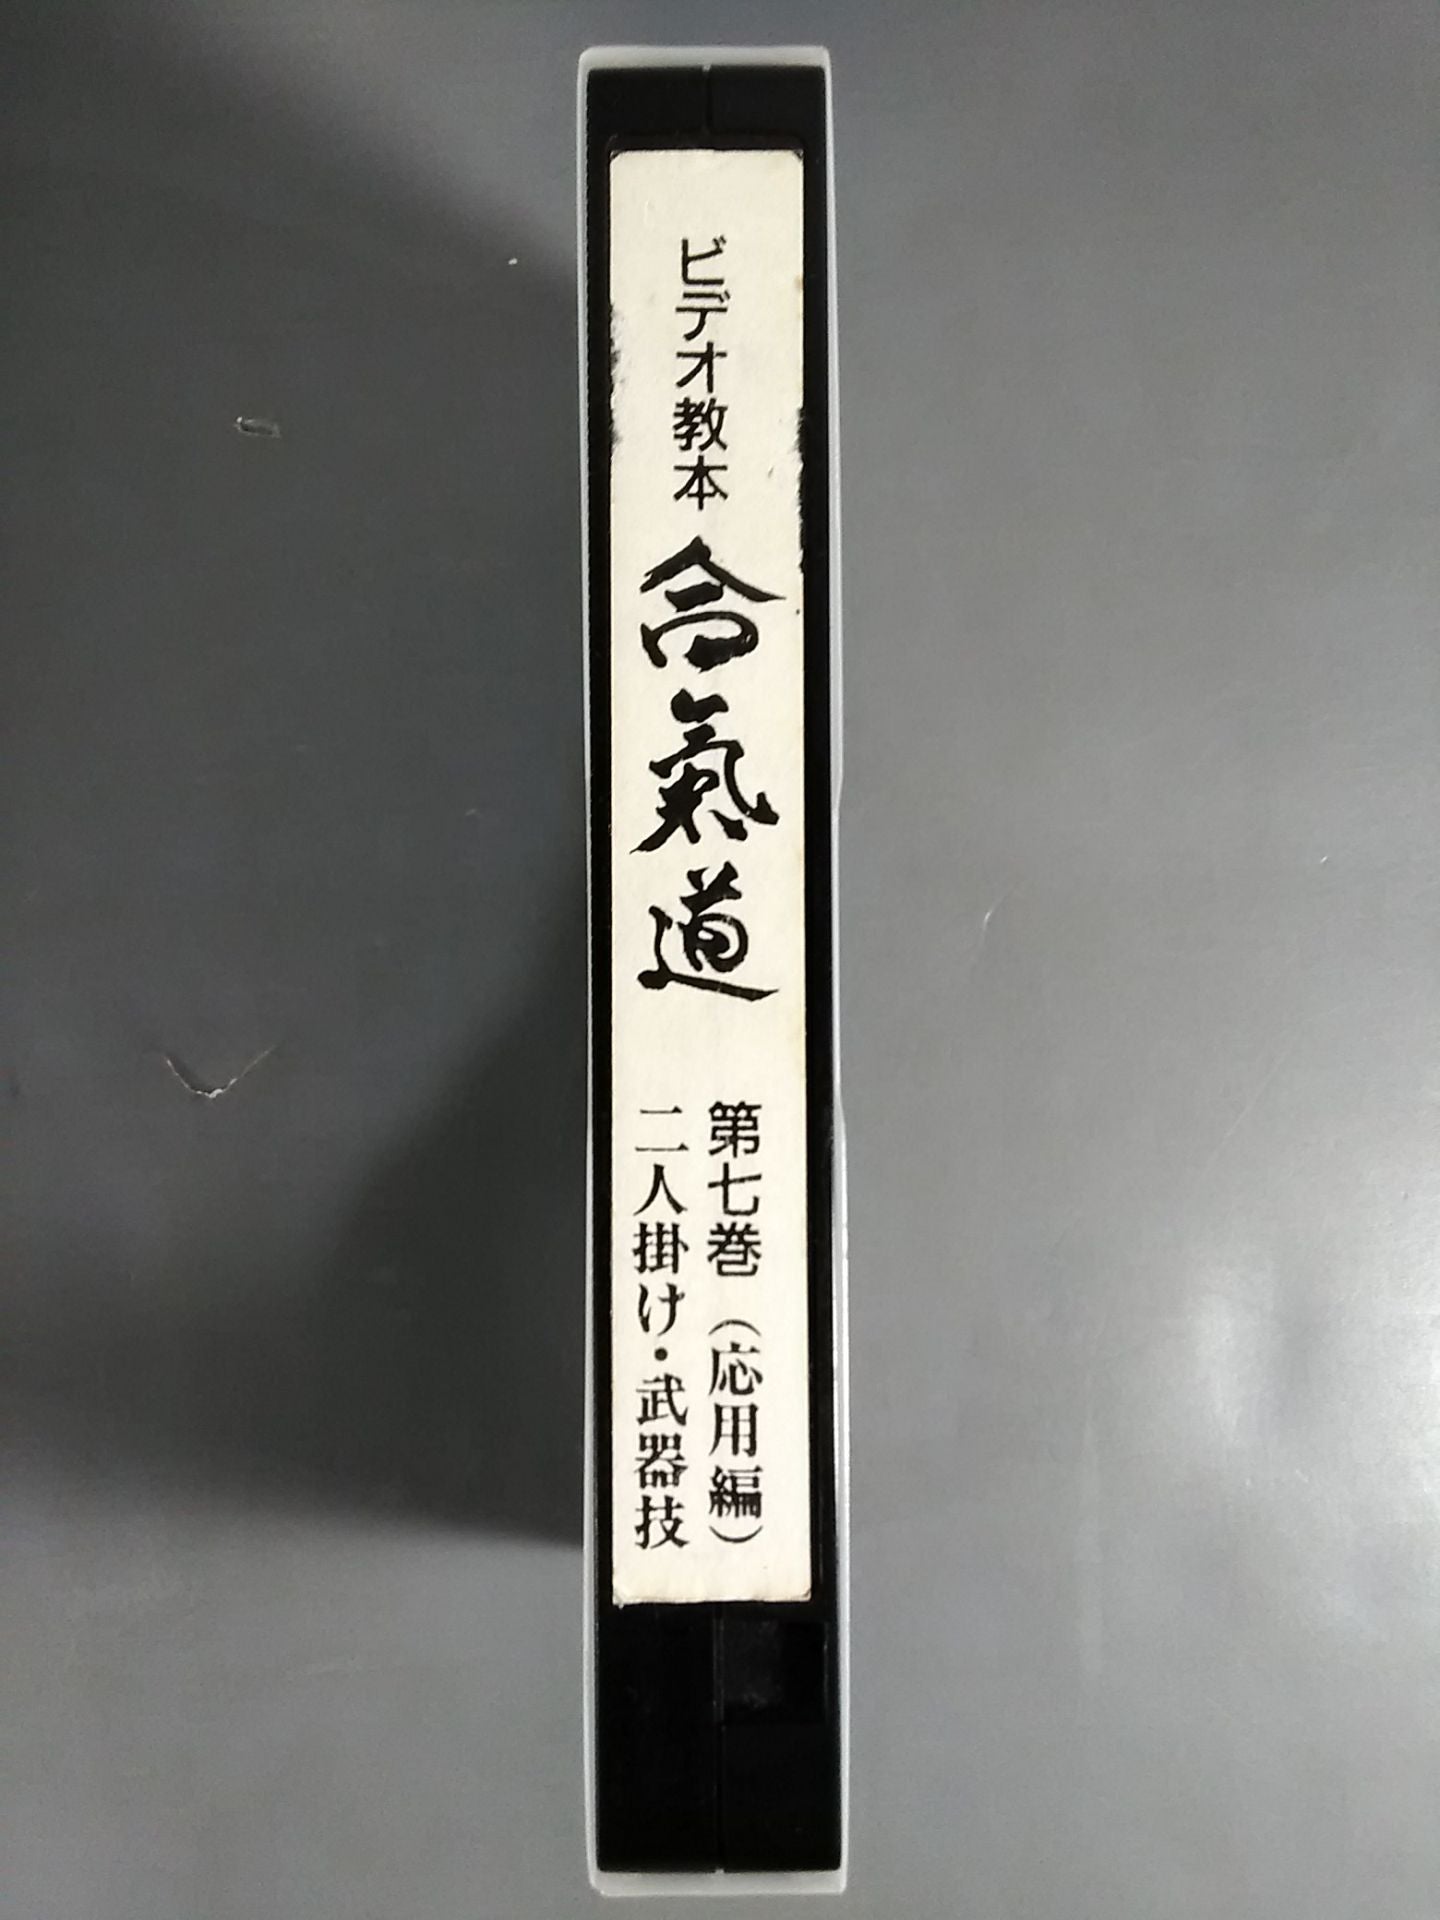 ビデオ教本
合氣道
第七巻（応用編）
二人掛け・武器技